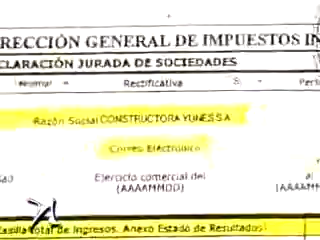 RECCIÓN GENERAL DE IMPUESTOS IN
CLARACIÓN JURADA DE SOCIEDADES
Normal Rectificativa S
Razón Social CONSTRUCTORA YUNES S A
Correo Electrónico
Ejercicio comercial del al
(AAAAMMDD) (AAAAMM
Casilla total de Ingresos. Anexo Estado de Resultados